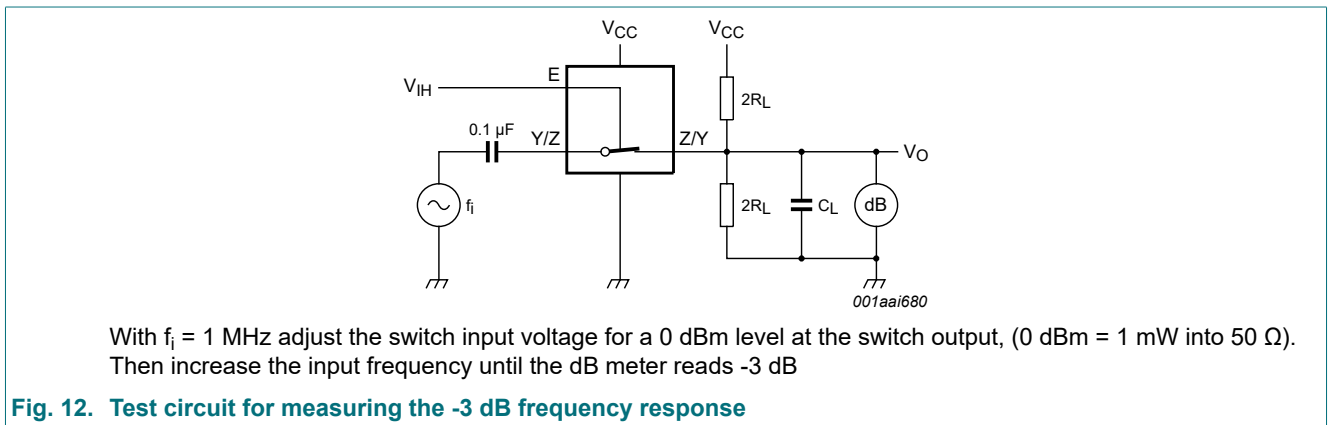 VCC
VCC
E
VIH
2RL
0.1 µF
Y/Z
Z/Y
VO
fi
2RL
CL
dB
001aai680
With fi = 1 MHz adjust the switch input voltage for a 0 dBm level at the switch output, (0 dBm = 1 mW into 50 Ω).
Then increase the input frequency until the dB meter reads -3 dB
Fig. 12. Test circuit for measuring the -3 dB frequency response